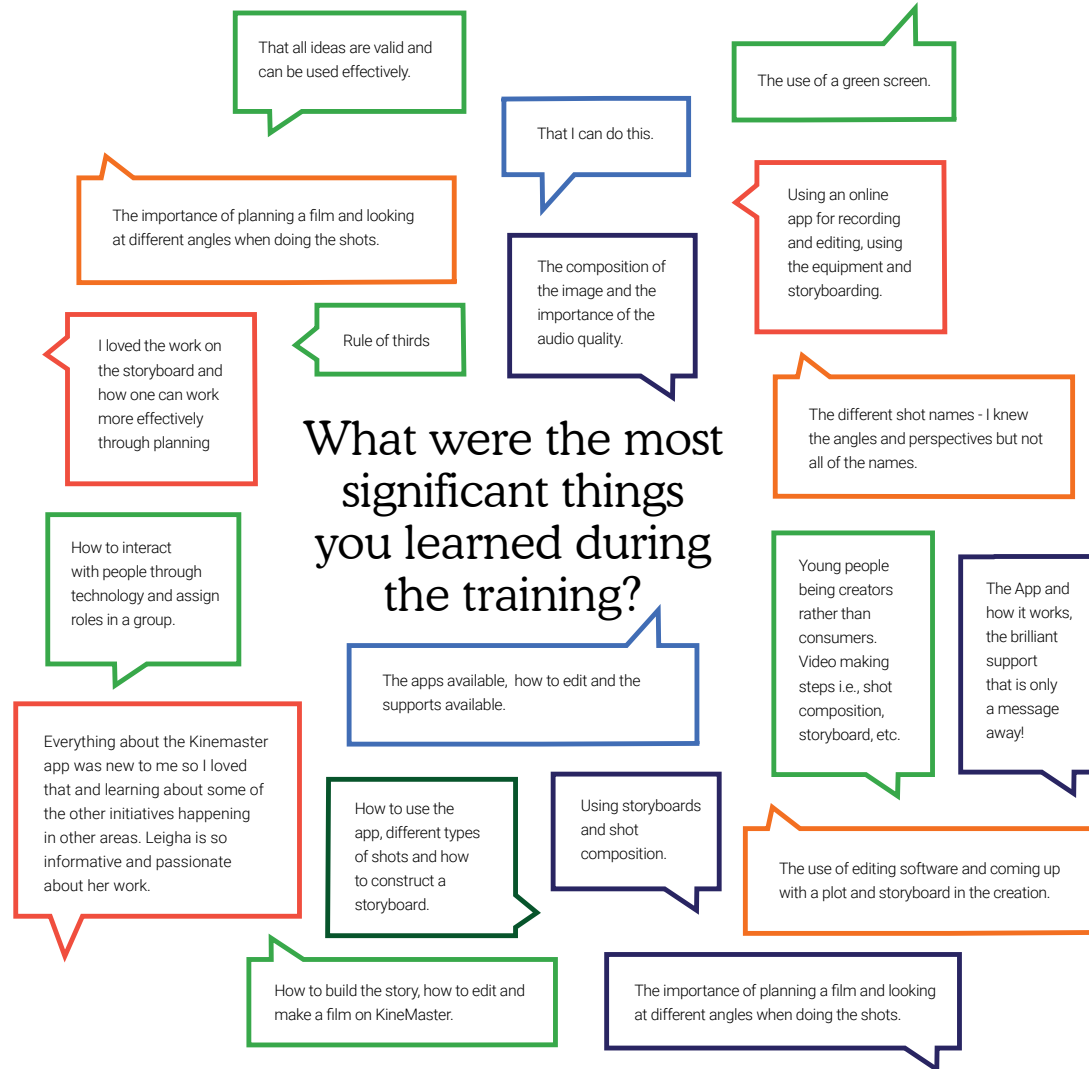 That all ideas are valid and
can be used effectively.
The use of a green screen.
That I can do this.
The importance of planning a film and looking
at different angles when doing the shots.
Using an online
app for recording
and editing, using
the equipment and
storyboarding.
The composition of
the image and the
importance of the
audio quality.
I loved the work on
the storyboard and
how one can work
more effectively
through planning
Rule of thirds
The different shot names - I knew
the angles and perspectives but not
all of the names.
What were the most
significant things
you learned during
the training?
How to interact
with people through
technology and assign
roles in a group.
Young people
being creators
rather than
consumers.
Video making
steps i.e., shot
composition,
storyboard, etc.
The App and
how it works,
the brilliant
support
that is only
a message
away!
The apps available,  how to edit and the
supports available.
Everything about the Kinemaster
app was new to me so I loved
that and learning about some of
the other initiatives happening
in other areas. Leigha is so
informative and passionate
about her work.
How to use the
app, different types
of shots and how
to construct a
storyboard.
Using storyboards
and shot
composition.
The use of editing software and coming up
with a plot and storyboard in the creation.
How to build the story, how to edit and
make a film on KineMaster.
The importance of planning a film and looking
at different angles when doing the shots.